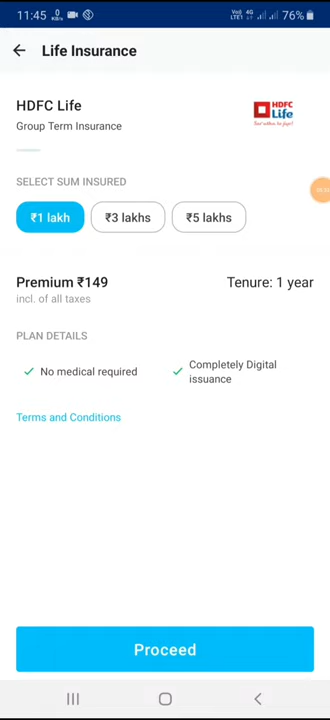 11:45 76%
Life Insurance
HDFC Life
Group Term Insurance
HDFC
Life
SELECT SUM INSURED
₹1 lakh ₹3 lakhs ₹5 lakhs
Premium ₹149 Tenure: 1 year
incl. of all taxes
PLAN DETAILS
No medical required
Completely Digital
issuance
Terms and Conditions
Proceed